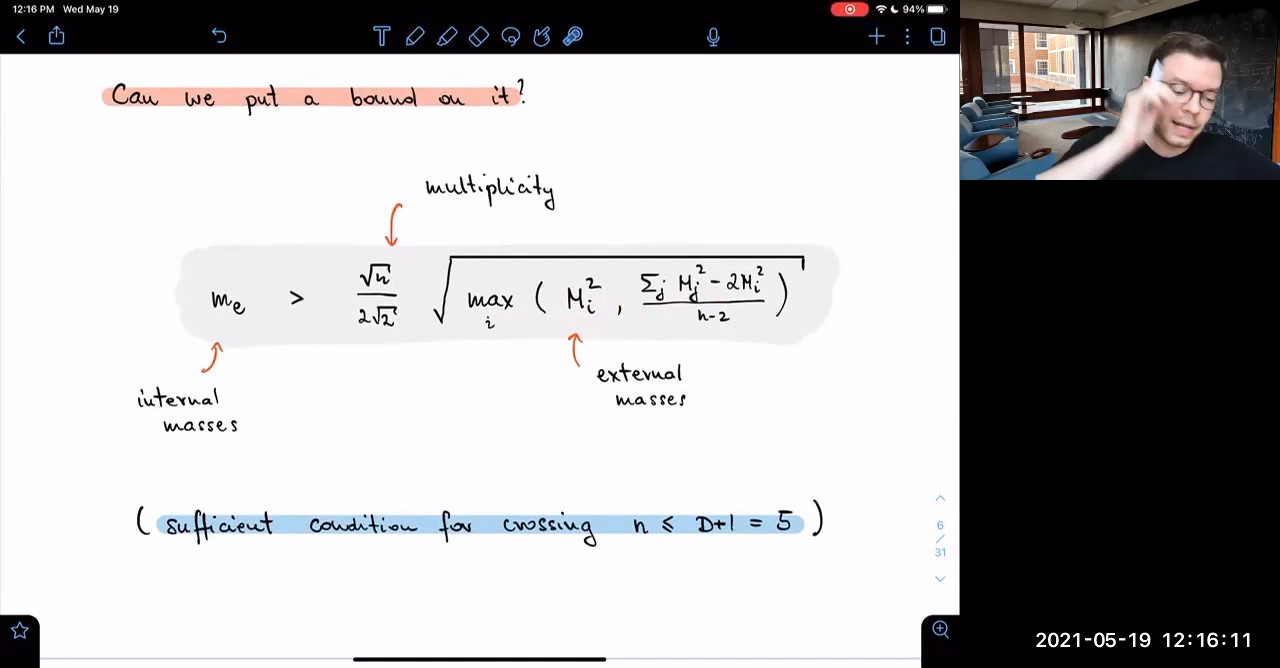 12:16 PM Wed May 19
94%
Can we put a bound on it?
multiplicity
m_e > √n / 2√2 √ max_i ( M_i^2 , Σ_j M_j^2 - 2M_i^2 / n-2 )
internal
masses
external
masses
( sufficient condition for crossing n ≤ D+1 = 5 )
6
/
31
2021-05-19 12:16:11